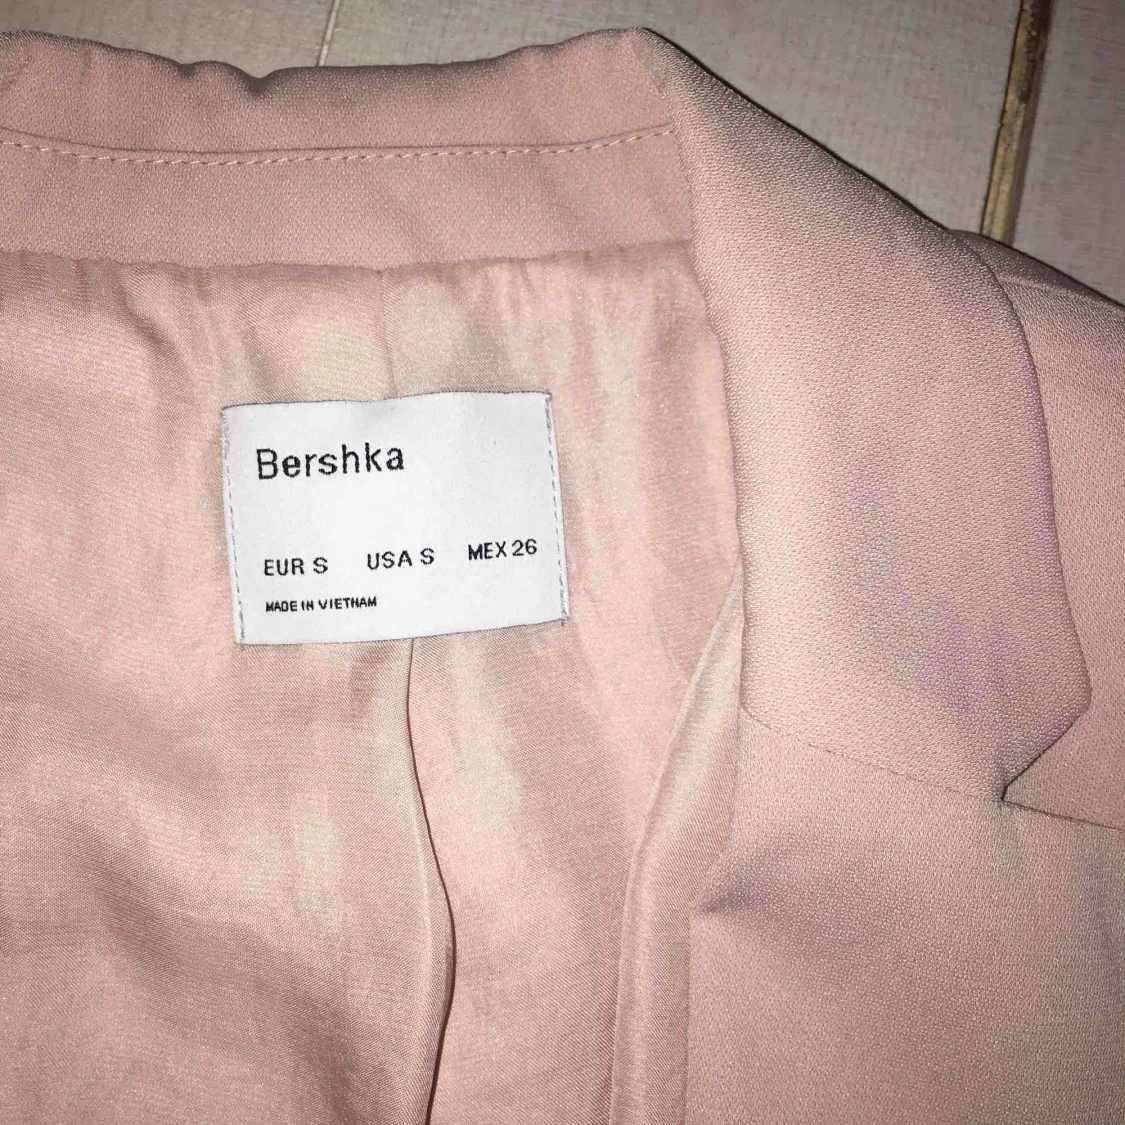 Bershka
EUR S USA S MEX 26
MADE IN VIETNAM